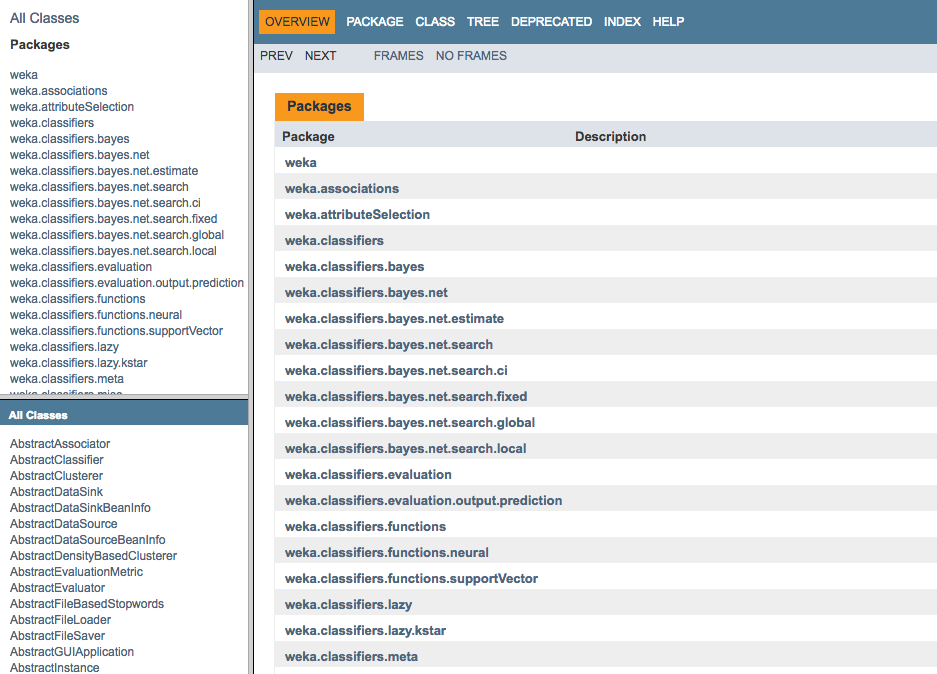 All Classes
Packages
weka
weka.associations
weka.attributeSelection
weka.classifiers
weka.classifiers.bayes
weka.classifiers.bayes.net
weka.classifiers.bayes.net.estimate
weka.classifiers.bayes.net.search
weka.classifiers.bayes.net.search.ci
weka.classifiers.bayes.net.search.fixed
weka.classifiers.bayes.net.search.global
weka.classifiers.bayes.net.search.local
weka.classifiers.evaluation
weka.classifiers.evaluation.output.prediction
weka.classifiers.functions
weka.classifiers.functions.neural
weka.classifiers.functions.supportVector
weka.classifiers.lazy
weka.classifiers.lazy.kstar
weka.classifiers.meta
weka.classifiers.misc
All Classes
AbstractAssociator
AbstractClassifier
AbstractClusterer
AbstractDataSink
AbstractDataSinkBeanInfo
AbstractDataSource
AbstractDataSourceBeanInfo
AbstractDensityBasedClusterer
AbstractEvaluationMetric
AbstractEvaluator
AbstractFileBasedStopwords
AbstractFileLoader
AbstractFileSaver
AbstractGUIApplication
AbstractInstance
OVERVIEW PACKAGE CLASS TREE DEPRECATED INDEX HELP
PREV NEXT FRAMES NO FRAMES
Packages
Package Description
weka
weka.associations
weka.attributeSelection
weka.classifiers
weka.classifiers.bayes
weka.classifiers.bayes.net
weka.classifiers.bayes.net.estimate
weka.classifiers.bayes.net.search
weka.classifiers.bayes.net.search.ci
weka.classifiers.bayes.net.search.fixed
weka.classifiers.bayes.net.search.global
weka.classifiers.bayes.net.search.local
weka.classifiers.evaluation
weka.classifiers.evaluation.output.prediction
weka.classifiers.functions
weka.classifiers.functions.neural
weka.classifiers.functions.supportVector
weka.classifiers.lazy
weka.classifiers.lazy.kstar
weka.classifiers.meta